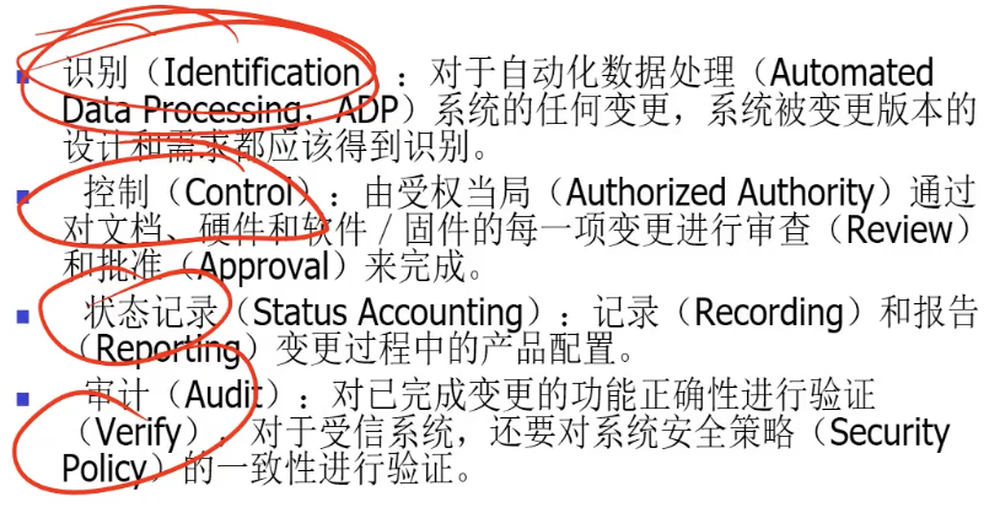 识别（Identification ）：对于自动化数据处理（Automated
Data Processing，ADP）系统的任何变更，系统被变更版本的
设计和需求都应该得到识别。
控制（Control）：由受权当局（Authorized Authority）通过
对文档、硬件和软件/固件的每一项变更进行审查（Review）
和批准（Approval）来完成。
状态记录（Status Accounting）：记录（Recording）和报告
（Reporting）变更过程中的产品配置。
审计（Audit）：对已完成变更的功能正确性进行验证
（Verify），对于受信系统，还要对系统安全策略（Security
Policy）的一致性进行验证。